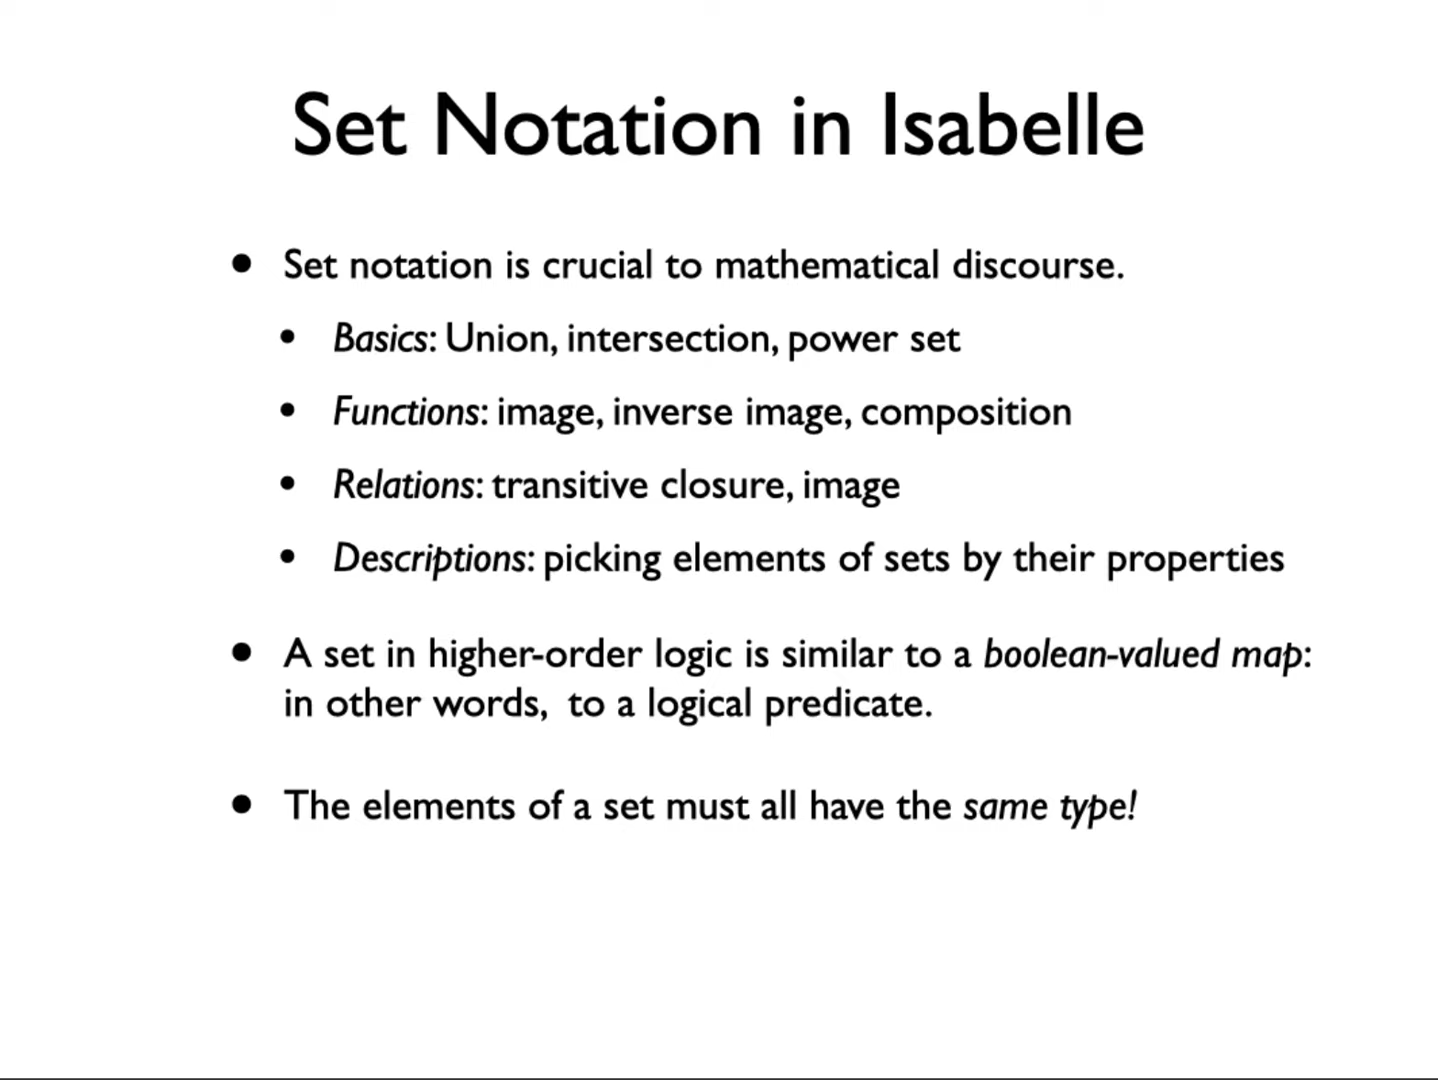 Set Notation in Isabelle
• Set notation is crucial to mathematical discourse.
• Basics: Union, intersection, power set
• Functions: image, inverse image, composition
• Relations: transitive closure, image
• Descriptions: picking elements of sets by their properties
• A set in higher-order logic is similar to a boolean-valued map:
in other words, to a logical predicate.
• The elements of a set must all have the same type!